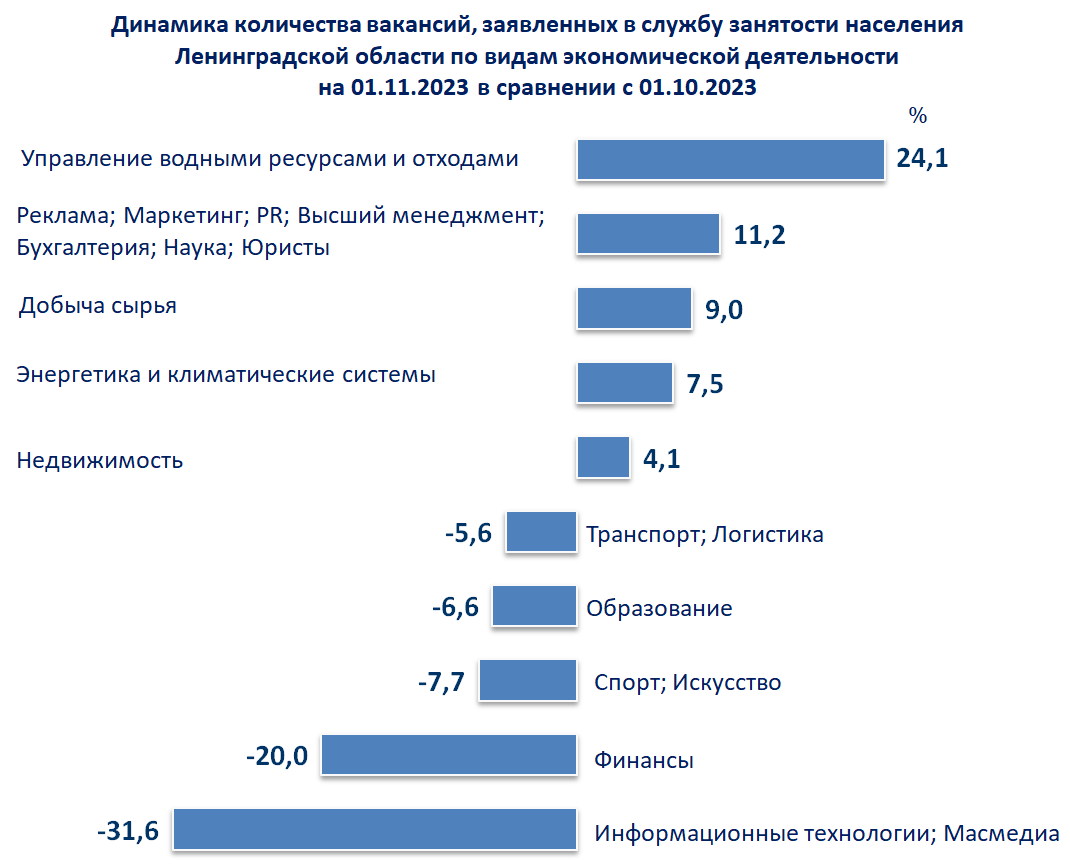 Динамика количества вакансий, заявленных в службу занятости населения
Ленинградской области по видам экономической деятельности
на 01.11.2023 в сравнении с 01.10.2023
%
Управление водными ресурсами и отходами
24,1
Реклама; Маркетинг; PR; Высший менеджмент;
Бухгалтерия; Наука; Юристы
11,2
Добыча сырья
9,0
Энергетика и климатические системы
7,5
Недвижимость
4,1
-5,6
Транспорт; Логистика
-6,6
Образование
-7,7
Спорт; Искусство
-20,0
Финансы
-31,6
Информационные технологии; Масмедиа